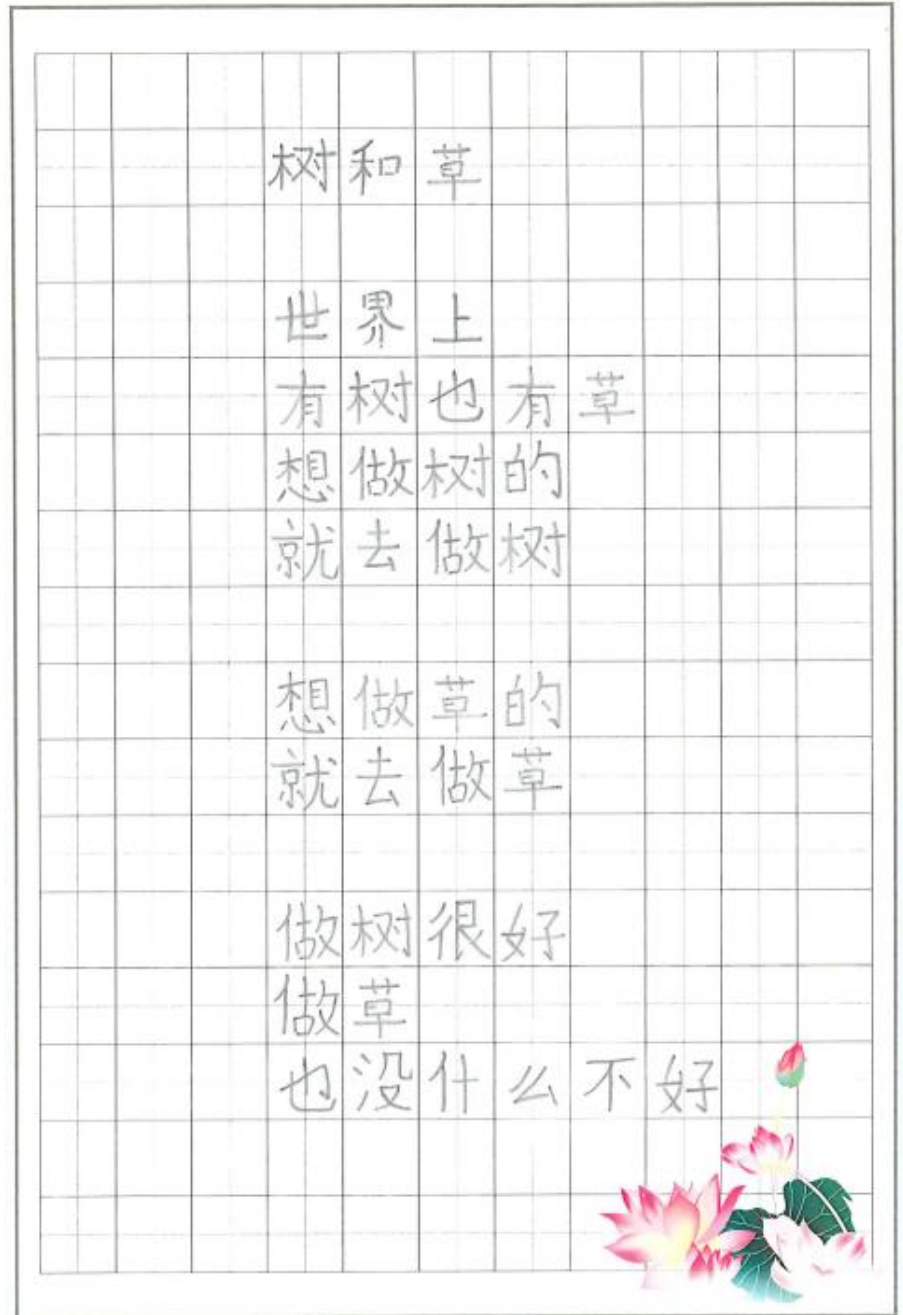 树和草
世界上
有树也有草
想做树的
就去做树
想做草的
就去做草
做树很好
做草
也没什么不好